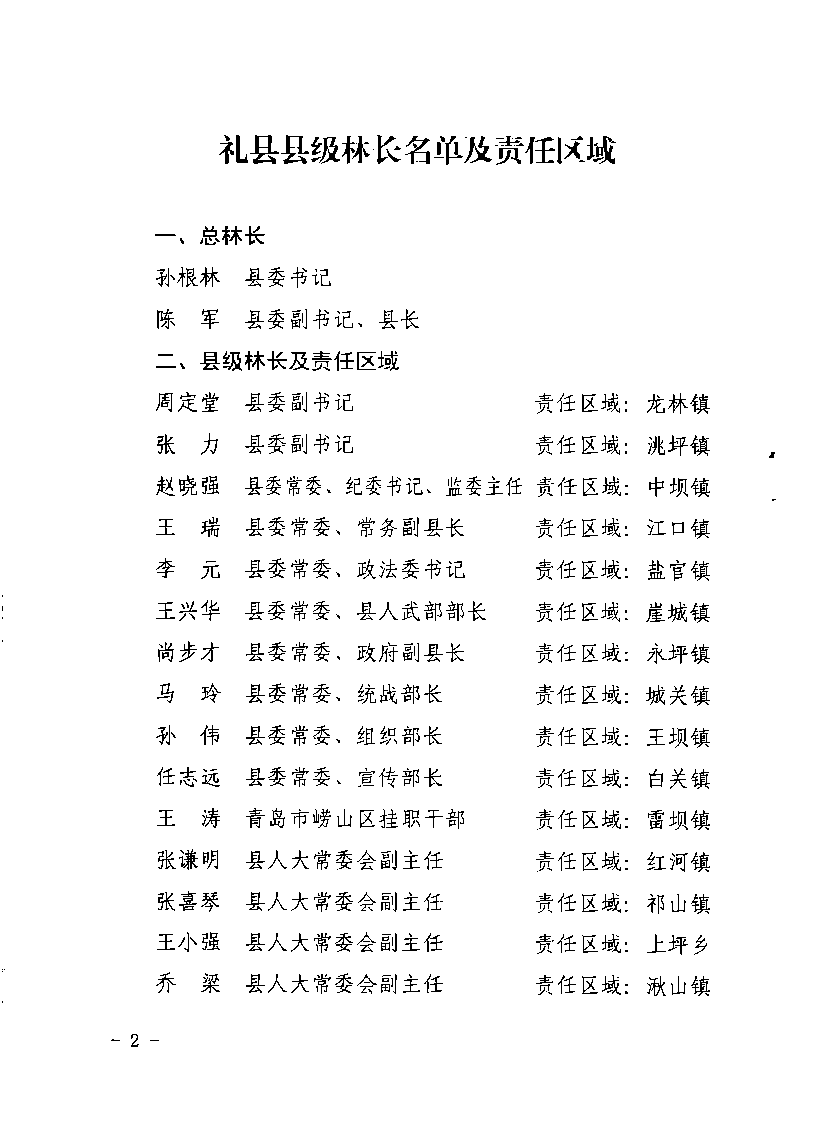 礼县县级林长名单及责任区域
一、总林长
孙根林 县委书记
陈 军 县委副书记、县长
二、县级林长及责任区域
周定堂 县委副书记 责任区域：龙林镇
张 力 县委副书记 责任区域：洮坪镇
赵晓强 县委常委、纪委书记、监委主任 责任区域：中坝镇
王 瑞 县委常委、常务副县长 责任区域：江口镇
李 元 县委常委、政法委书记 责任区域：盐官镇
王兴华 县委常委、县人武部部长 责任区域：崖城镇
尚步才 县委常委、政府副县长 责任区域：永坪镇
马 玲 县委常委、统战部长 责任区域：城关镇
孙 伟 县委常委、组织部长 责任区域：王坝镇
任志远 县委常委、宣传部长 责任区域：白关镇
王 涛 青岛市崂山区挂职干部 责任区域：雷坝镇
张谦明 县人大常委会副主任 责任区域：红河镇
张喜琴 县人大常委会副主任 责任区域：祁山镇
王小强 县人大常委会副主任 责任区域：上坪乡
乔 梁 县人大常委会副主任 责任区域：湫山镇
- 2 -